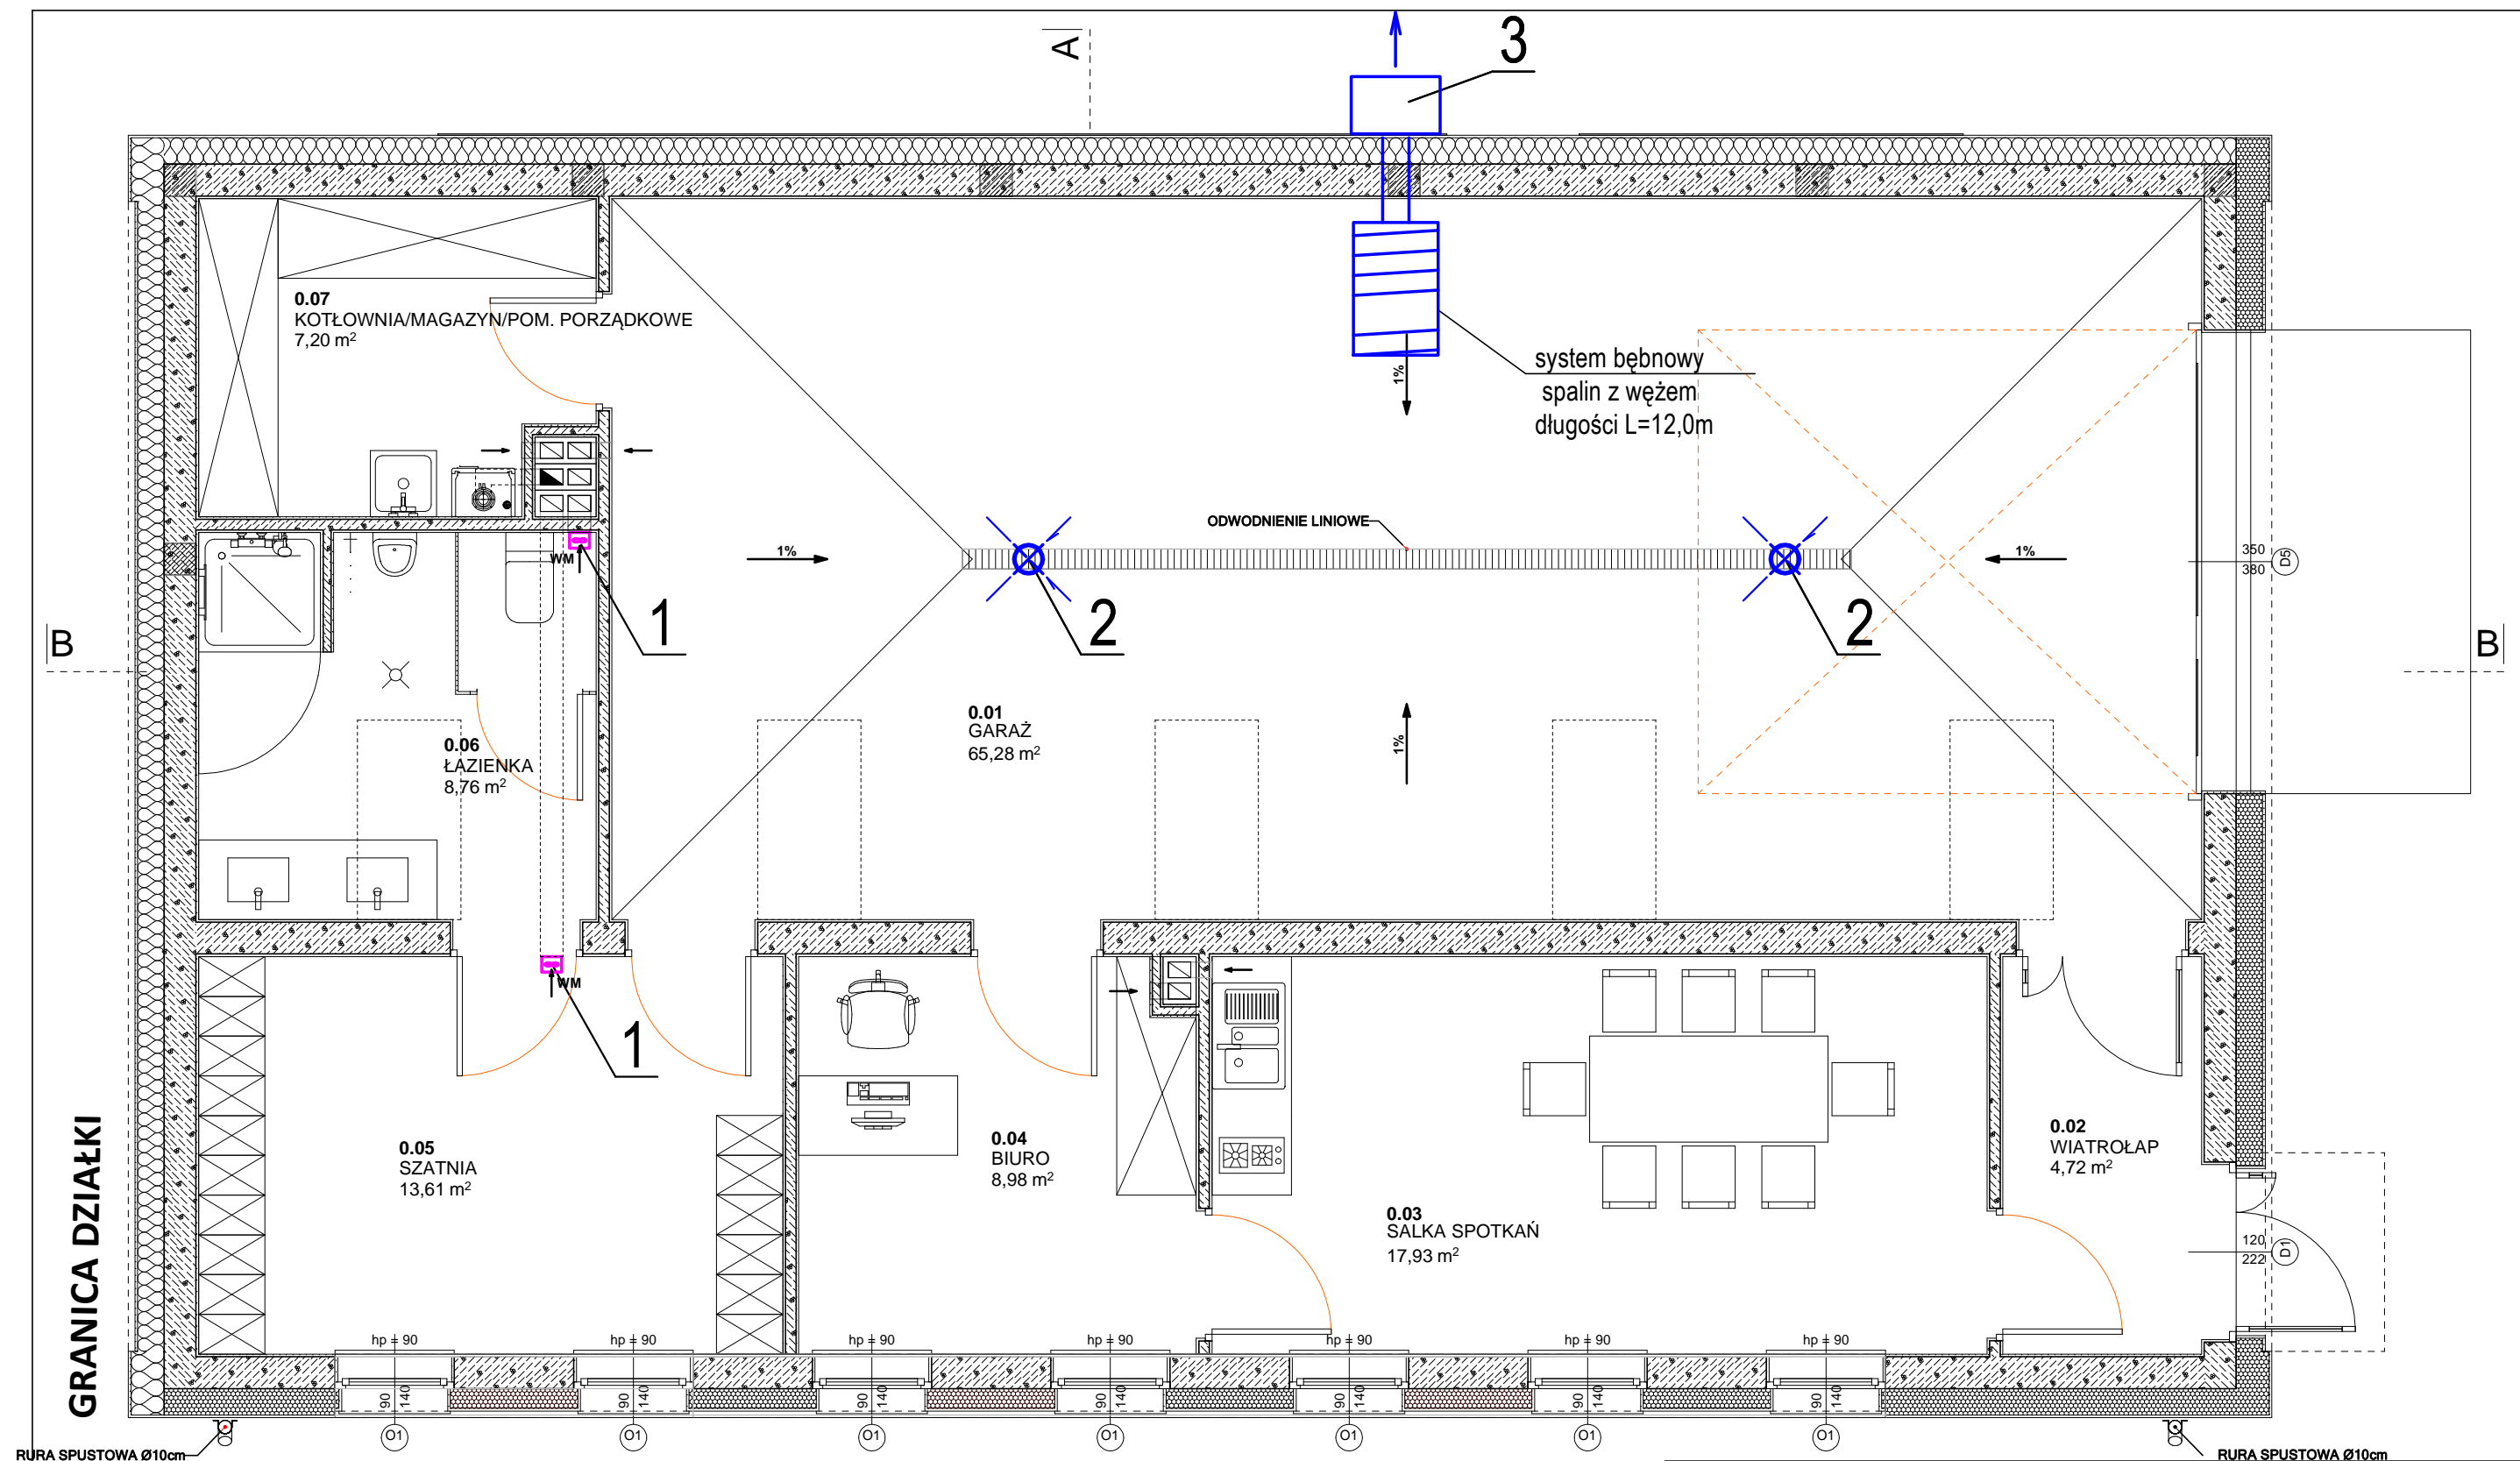 A
3
0.07
KOTŁOWNIA/MAGAZYN/POM. PORZĄDKOWE
7,20 m²
1%
system bębnowy
spalin z wężem
długości L=12,0m
ODWODNIENIE LINIOWE
1%
1%
350
380
D5
WM
1
2
2
B
B
0.01
GARAŻ
65,28 m²
1%
0.06
ŁAZIENKA
8,76 m²
WM
1
GRANICA DZIAŁKI
0.05
SZATNIA
13,61 m²
0.04
BIURO
8,98 m²
0.03
SALKA SPOTKAŃ
17,93 m²
0.02
WIATROŁAP
4,72 m²
120
222
D1
hp = 90
hp = 90
hp = 90
hp = 90
hp = 90
hp = 90
hp = 90
90
140
90
140
90
140
90
140
90
140
90
140
90
140
O1
O1
O1
O1
O1
O1
O1
RURA SPUSTOWA Ø10cm
RURA SPUSTOWA Ø10cm